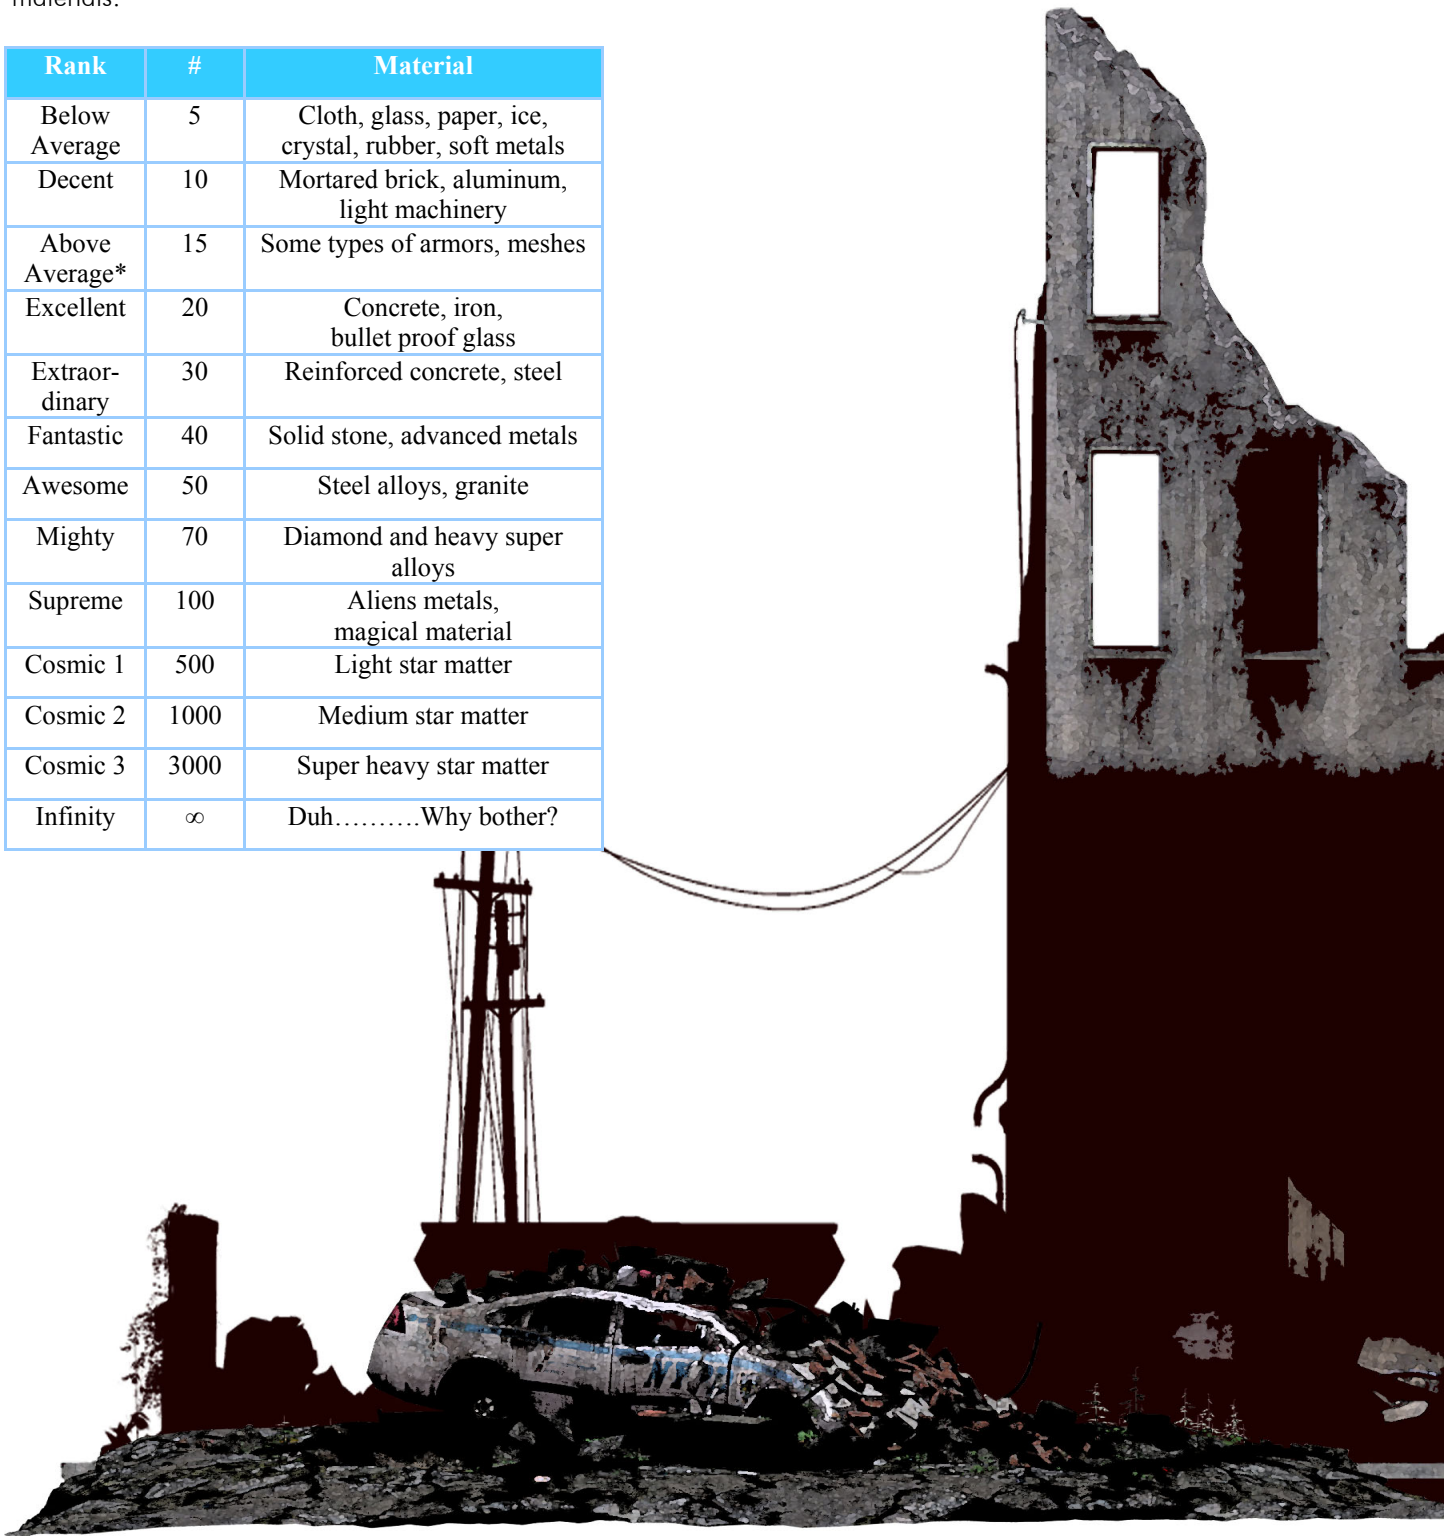 materials.
Rank # Material
Below 5 Cloth, glass, paper, ice,
Average crystal, rubber, soft metals
Decent 10 Mortared brick, aluminum,
light machinery
Above 15 Some types of armors, meshes
Average*
Excellent 20 Concrete, iron,
bullet proof glass
Extraor- 30 Reinforced concrete, steel
dinary
Fantastic 40 Solid stone, advanced metals
Awesome 50 Steel alloys, granite
Mighty 70 Diamond and heavy super
alloys
Supreme 100 Aliens metals,
magical material
Cosmic 1 500 Light star matter
Cosmic 2 1000 Medium star matter
Cosmic 3 3000 Super heavy star matter
Infinity ∞ Duh……….Why bother?